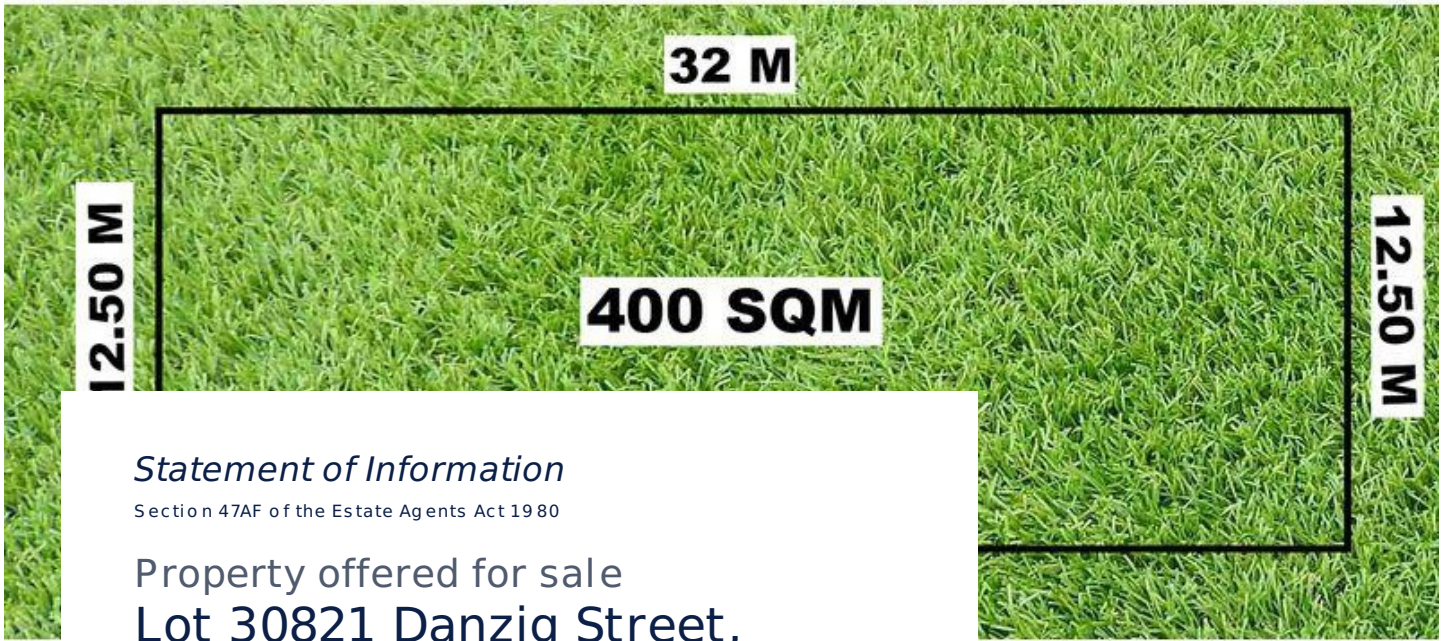 32 M
12.50 M
400 SQM
12.50 M
Statement of Information
Section 47AF of the Estate Agents Act 1980
Property offered for sale
Lot 30821 Danzig Street,